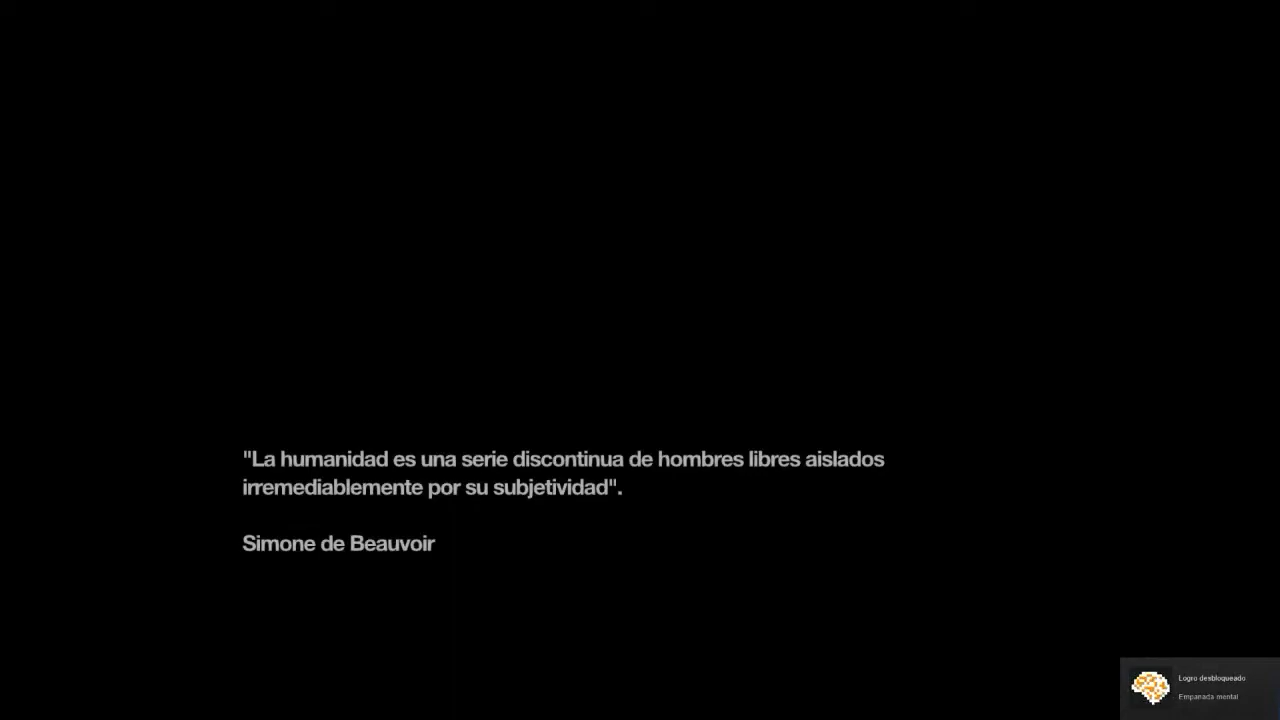 "La humanidad es una serie discontinua de hombres libres aislados
irremediablemente por su subjetividad".
Simone de Beauvoir
Logro desbloqueado
Empanada mental